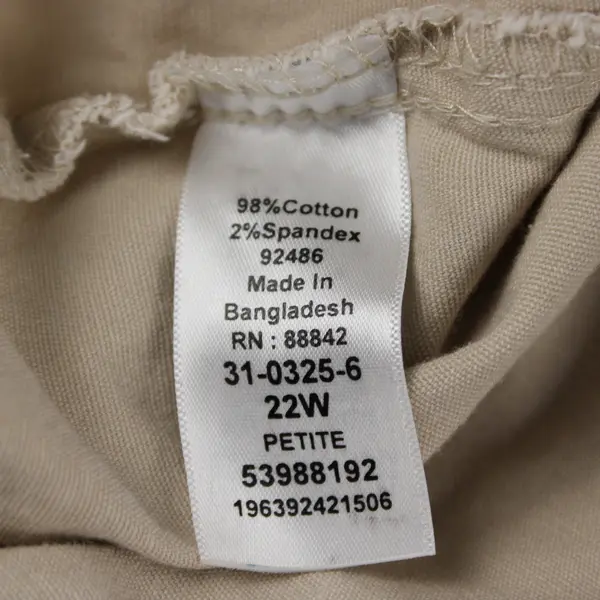 98%Cotton
2%Spandex
92486
Made In
Bangladesh
RN : 88842
31-0325-6
22W
PETITE
53988192
196392421506